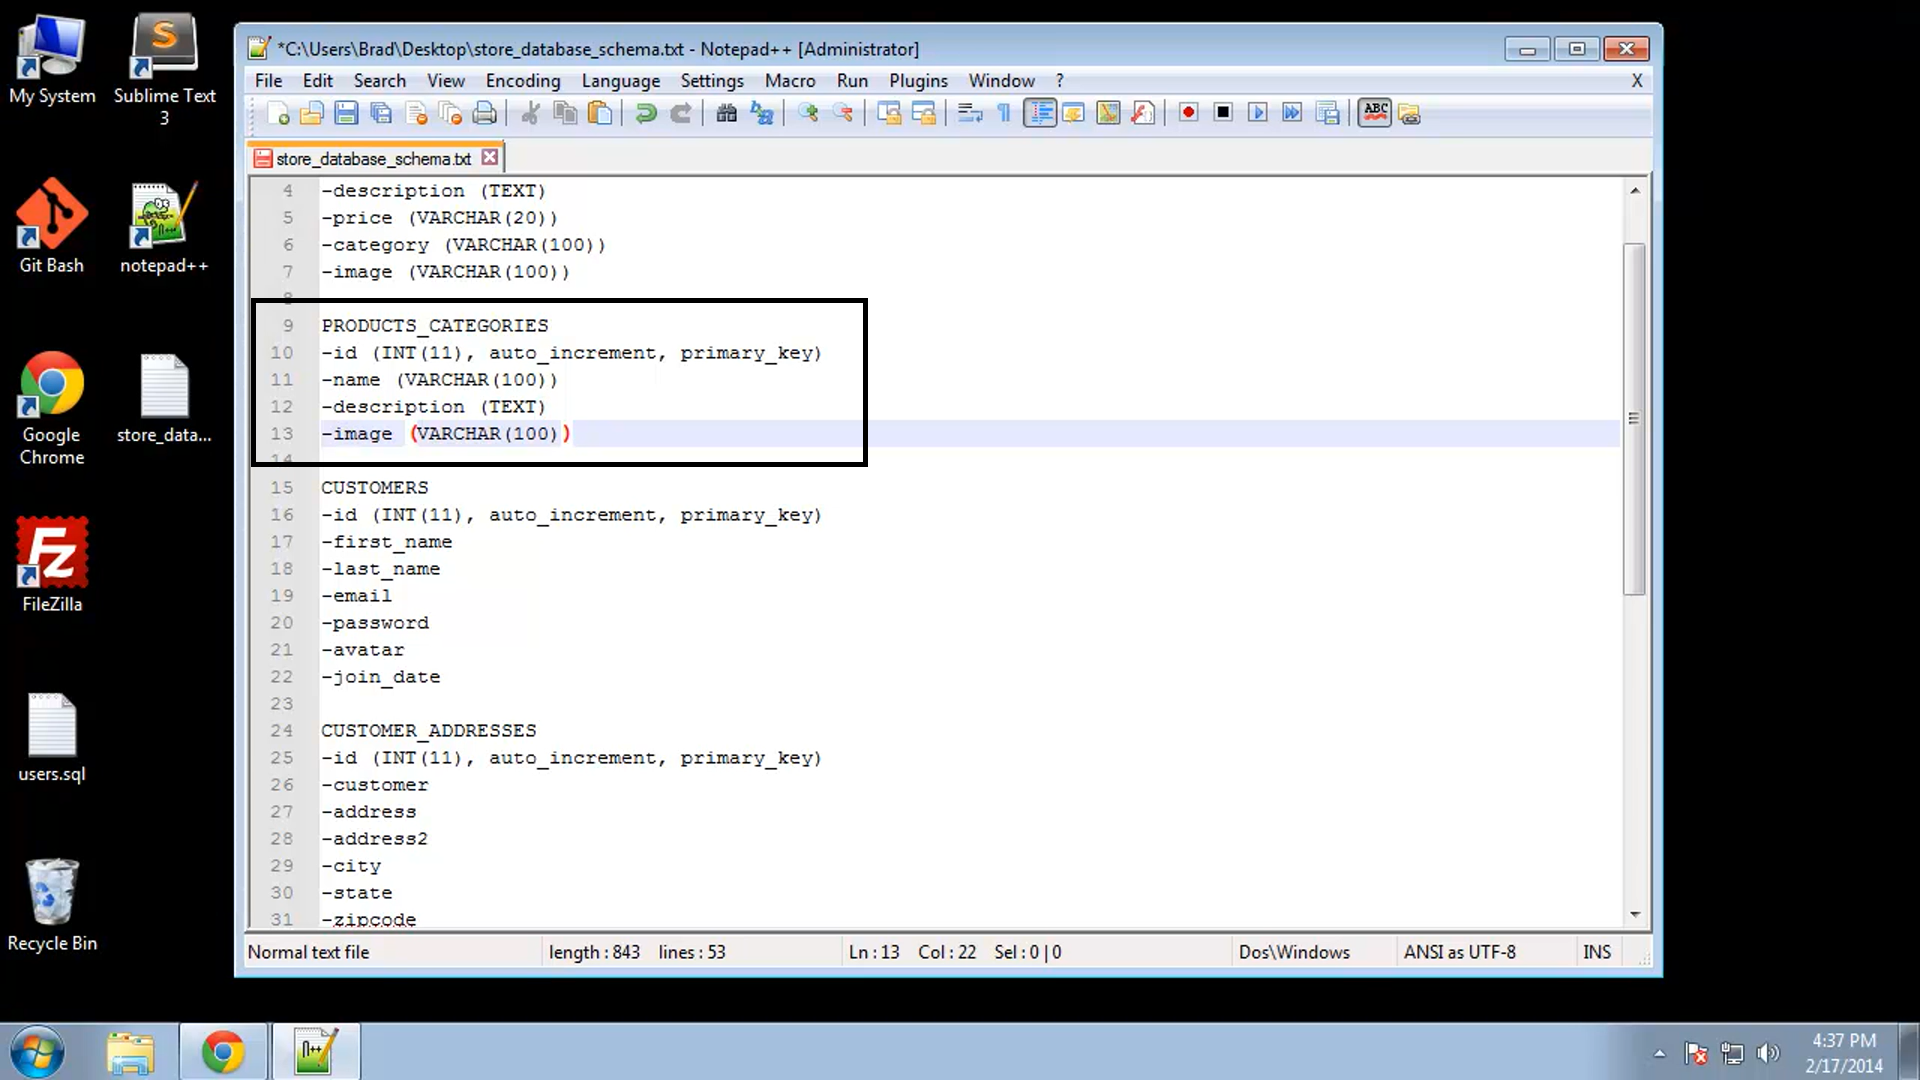 My System
Sublime Text 3
Git Bash
notepad++
Google Chrome
store_data...
FileZilla
users.sql
Recycle Bin
*C:\Users\Brad\Desktop\store_database_schema.txt - Notepad++ [Administrator]
File Edit Search View Encoding Language Settings Macro Run Plugins Window ? X
ABC
store_database_schema.txt
4 -description (TEXT)
5 -price (VARCHAR(20))
6 -category (VARCHAR(100))
7 -image (VARCHAR(100))
8
9 PRODUCTS_CATEGORIES
10 -id (INT(11), auto_increment, primary_key)
11 -name (VARCHAR(100))
12 -description (TEXT)
13 -image (VARCHAR(100))
14
15 CUSTOMERS
16 -id (INT(11), auto_increment, primary_key)
17 -first_name
18 -last_name
19 -email
20 -password
21 -avatar
22 -join_date
23
24 CUSTOMER_ADDRESSES
25 -id (INT(11), auto_increment, primary_key)
26 -customer
27 -address
28 -address2
29 -city
30 -state
31 -zipcode
Normal text file length : 843 lines : 53 Ln : 13 Col : 22 Sel : 0 | 0 Dos\Windows ANSI as UTF-8 INS
4:37 PM
2/17/2014